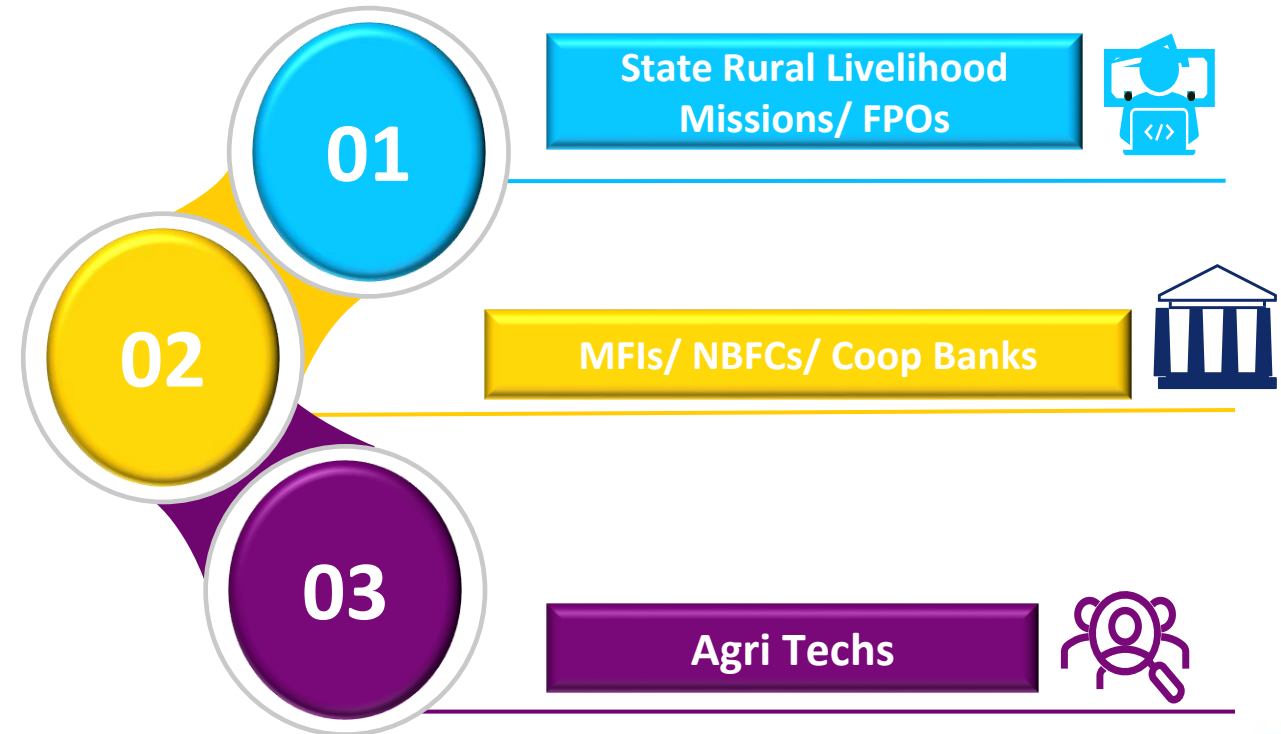 01
State Rural Livelihood
Missions/ FPOs
</>
02
MFIs/ NBFCs/ Coop Banks
03
Agri Techs